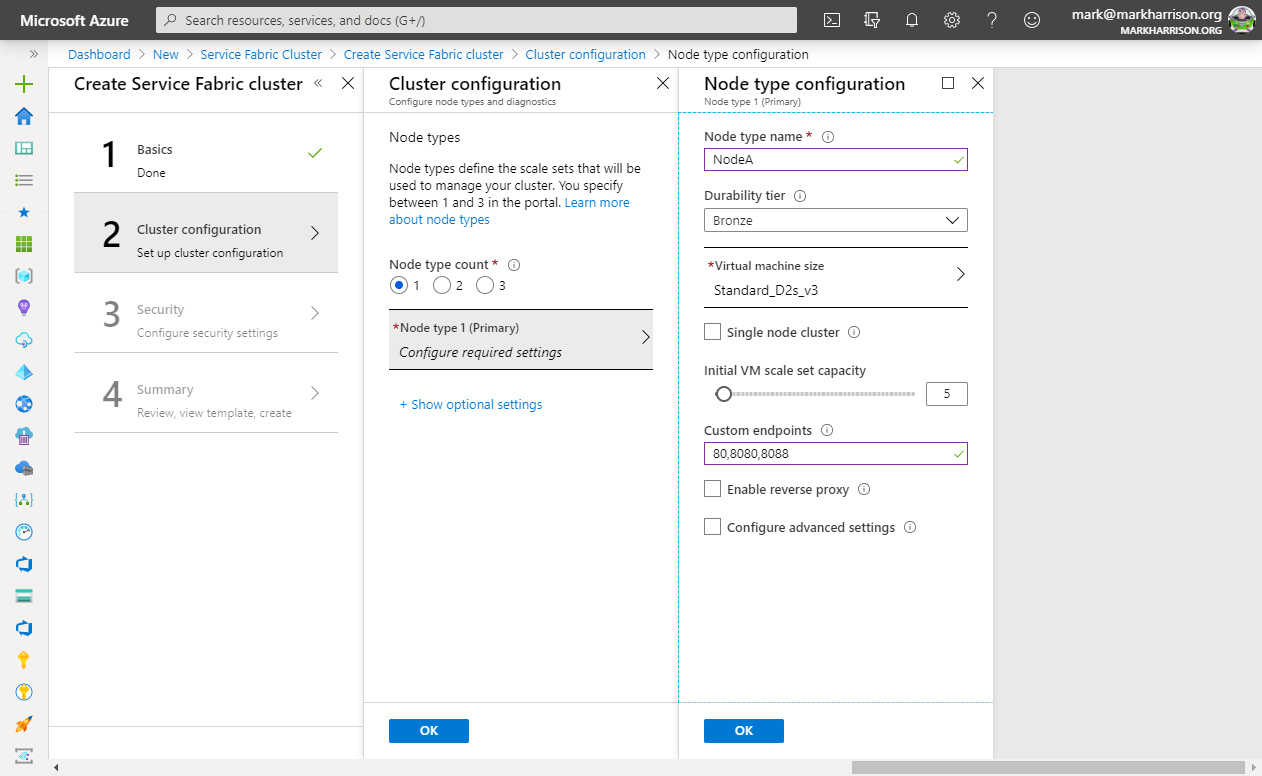 Microsoft Azure
Search resources, services, and docs (G+/)
mark@markharrison.org
MARKHARRISON.ORG
Dashboard > New > Service Fabric Cluster > Create Service Fabric cluster > Cluster configuration > Node type configuration
Create Service Fabric cluster
1
Basics
Done
2
Cluster configuration
Set up cluster configuration
3
Security
Configure security settings
4
Summary
Review, view template, create
Cluster configuration
Configure node types and diagnostics
Node types
Node types define the scale sets that will be
used to manage your cluster. You specify
between 1 and 3 in the portal. Learn more
about node types
Node type count *
1 2 3
*Node type 1 (Primary)
Configure required settings
+ Show optional settings
OK
Node type configuration
Node type 1 (Primary)
Node type name *
NodeA
Durability tier
Bronze
*Virtual machine size
Standard_D2s_v3
Single node cluster
Initial VM scale set capacity
5
Custom endpoints
80,8080,8088
Enable reverse proxy
Configure advanced settings
OK